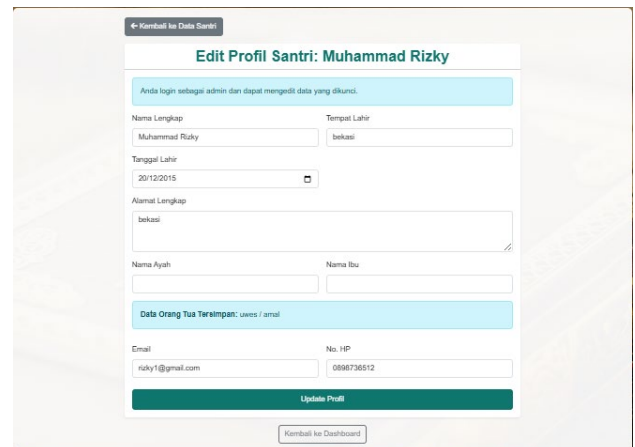 ← Kembali ke Data Santri
Edit Profil Santri: Muhammad Rizky
Anda login sebagai admin dan dapat mengedit data yang dikunci.
Nama Lengkap Tempat Lahir
Muhammad Rizky bekasi
Tanggal Lahir
20/12/2015
Alamat Lengkap
bekasi
Nama Ayah Nama Ibu
Data Orang Tua Tersimpan: uwes / amal
Email No. HP
rizky1@gmail.com 0898736512
Update Profil
Kembali ke Dashboard